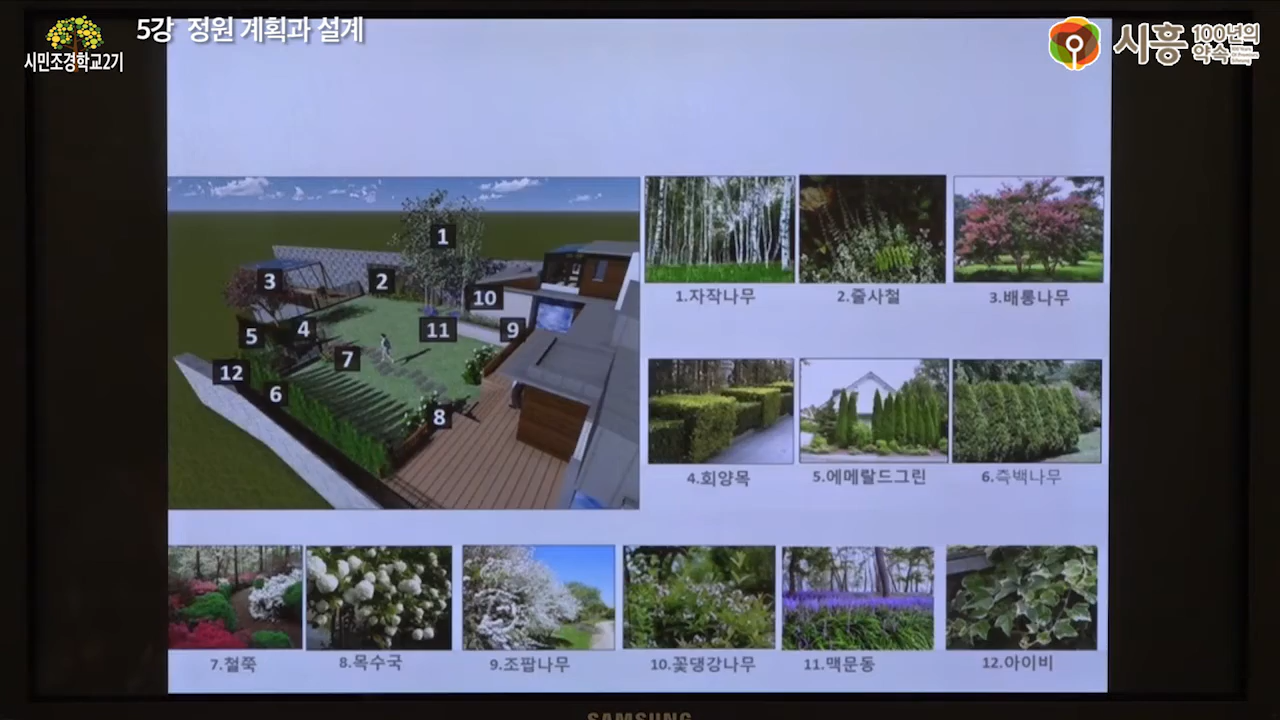 5강 정원 계획과 설계
시민조경학교2기
시흥 100년의 약속
1
3
2
10
5
4
11
9
7
12
6
8
1.자작나무
2.줄사철
3.배롱나무
4.회양목
5.에메랄드그린
6.즉백나무
7.철쭉
8.목수국
9.조팝나무
10.꽃댕강나무
11.맥문동
12.아이비
SAMSUNG